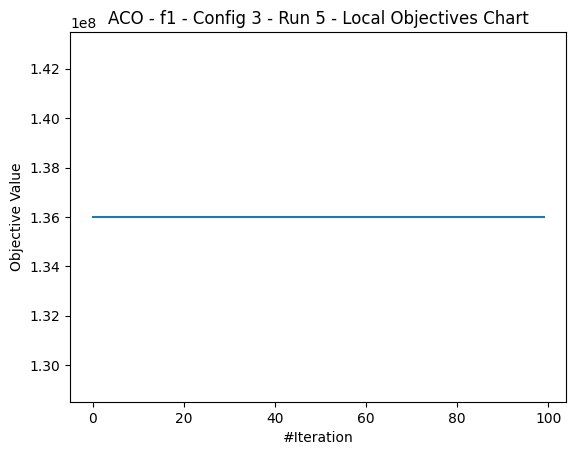 ACO - f1 - Config 3 - Run 5 - Local Objectives Chart
1e8
1.42
1.40
1.38
1.36
1.34
1.32
1.30
Objective Value
0 20 40 60 80 100
#Iteration